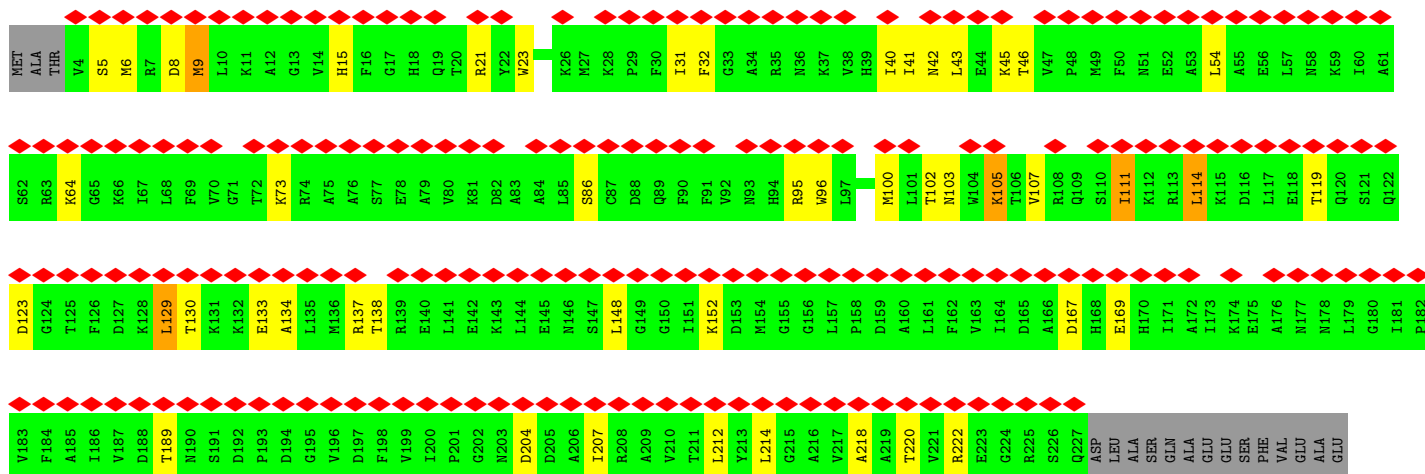 MET ALA THR V4 S5 M6 R7 D8 M9 L10 K11 A12 G13 V14 H15 F16 G17 H18 Q19 T20 R21 Y22 W23 K26 M27 K28 P29 F30 I31 F32 G33 A34 R35 N36 K37 V38 H39 I40 I41 N42 L43 E44 K45 T46 V47 P48 M49 F50 N51 E52 A53 L54 A55 E56 L57 N58 K59 I60 A61
S62 R63 K64 G65 K66 I67 L68 F69 V70 G71 T72 K73 R74 A75 A76 S77 E78 A79 V80 K81 D82 A83 A84 L85 S86 C87 D88 Q89 F90 F91 V92 N93 H94 R95 W96 L97 M100 L101 T102 N103 W104 K105 T106 V107 R108 Q109 S110 I111 K112 R113 L114 K115 D116 L117 E118 T119 Q120 S121 Q122
D123 G124 T125 F126 D127 K128 L129 T130 K131 K132 E133 A134 L135 M136 R137 T138 R139 E140 L141 E142 K143 L144 E145 N146 S147 L148 G149 G150 I151 K152 D153 M154 G155 G156 L157 P158 D159 A160 L161 F162 V163 I164 D165 A166 D167 H168 E169 H170 I171 A172 I173 K174 E175 A176 N177 N178 L179 G180 I181 P182
V183 F184 A185 I186 V187 D188 T189 N190 S191 D192 P193 D194 G195 V196 D197 F198 V199 I200 P201 G202 N203 D204 D205 A206 I207 R208 A209 V210 T211 L212 Y213 L214 G215 A216 V217 A218 A219 T220 V221 R222 E223 G224 R225 S226 Q227 ASP LEU ALA SER GLN ALA GLU GLU SER PHE VAL GLU ALA GLU